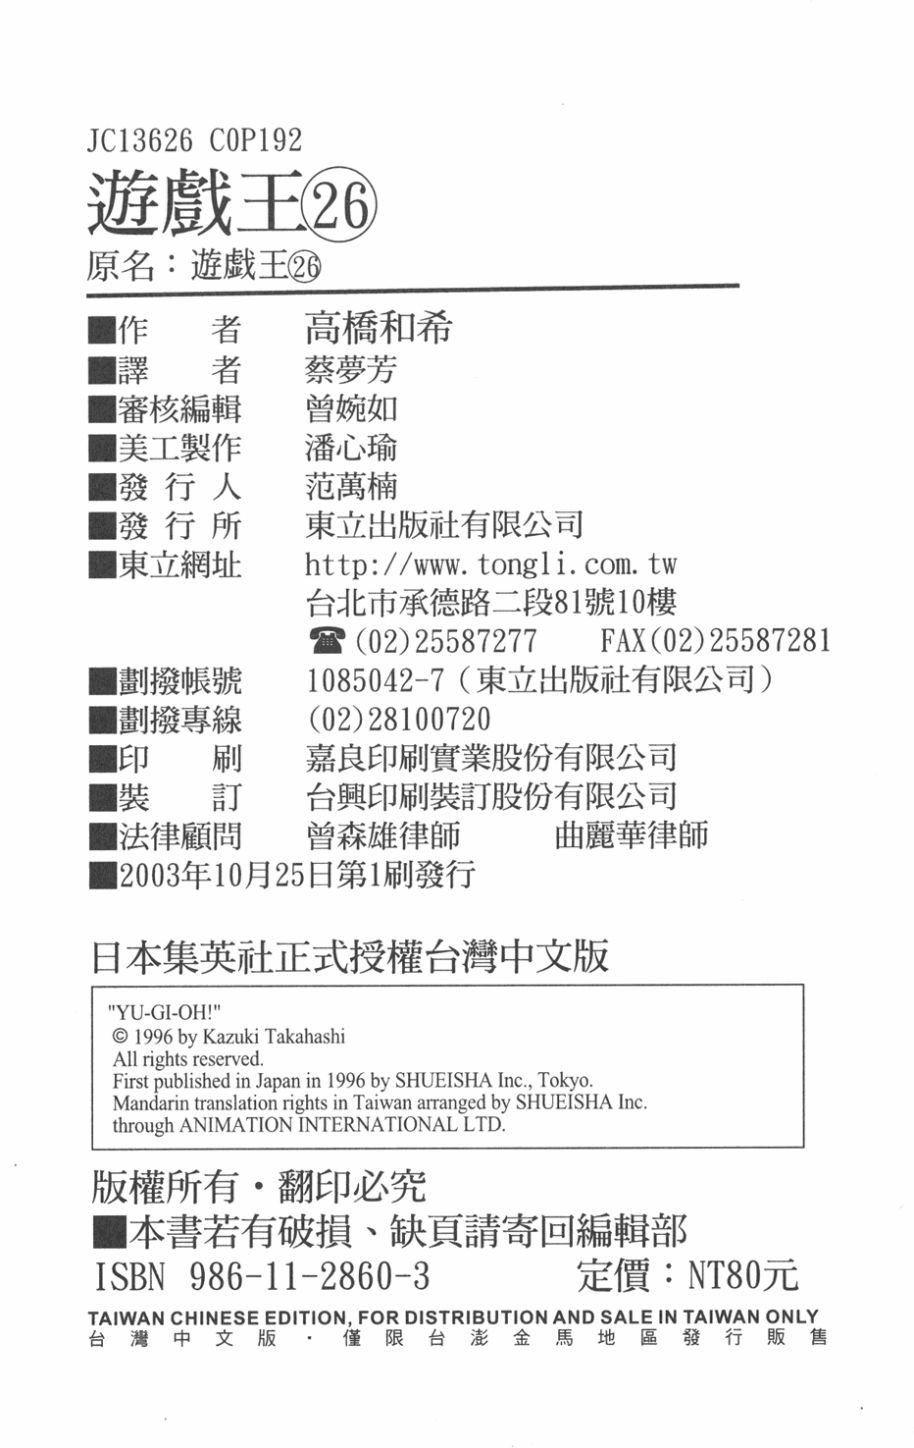 JC13626 C0P192
遊戲王㉖
原名：遊戯王㉖
■作　　者　高橋和希
■譯　　者　蔡夢芳
■審核編輯　曾婉如
■美工製作　潘心瑜
■發 行 人　范萬楠
■發 行 所　東立出版社有限公司
■東立網址　http://www.tongli.com.tw
台北市承德路二段81號10樓
☎(02)25587277　FAX(02)25587281
■劃撥帳號　1085042-7（東立出版社有限公司）
■劃撥專線　(02)28100720
■印　　刷　嘉良印刷實業股份有限公司
■裝　　訂　台興印刷裝訂股份有限公司
■法律顧問　曾森雄律師　曲麗華律師
■2003年10月25日第1刷發行
日本集英社正式授權台灣中文版
"YU-GI-OH!"
© 1996 by Kazuki Takahashi
All rights reserved.
First published in Japan in 1996 by SHUEISHA Inc., Tokyo.
Mandarin translation rights in Taiwan arranged by SHUEISHA Inc.
through ANIMATION INTERNATIONAL LTD.
版權所有・翻印必究
■本書若有破損、缺頁請寄回編輯部
ISBN 986-11-2860-3　定價：NT80元
TAIWAN CHINESE EDITION, FOR DISTRIBUTION AND SALE IN TAIWAN ONLY
台灣中文版・僅限台澎金馬地區發行販售